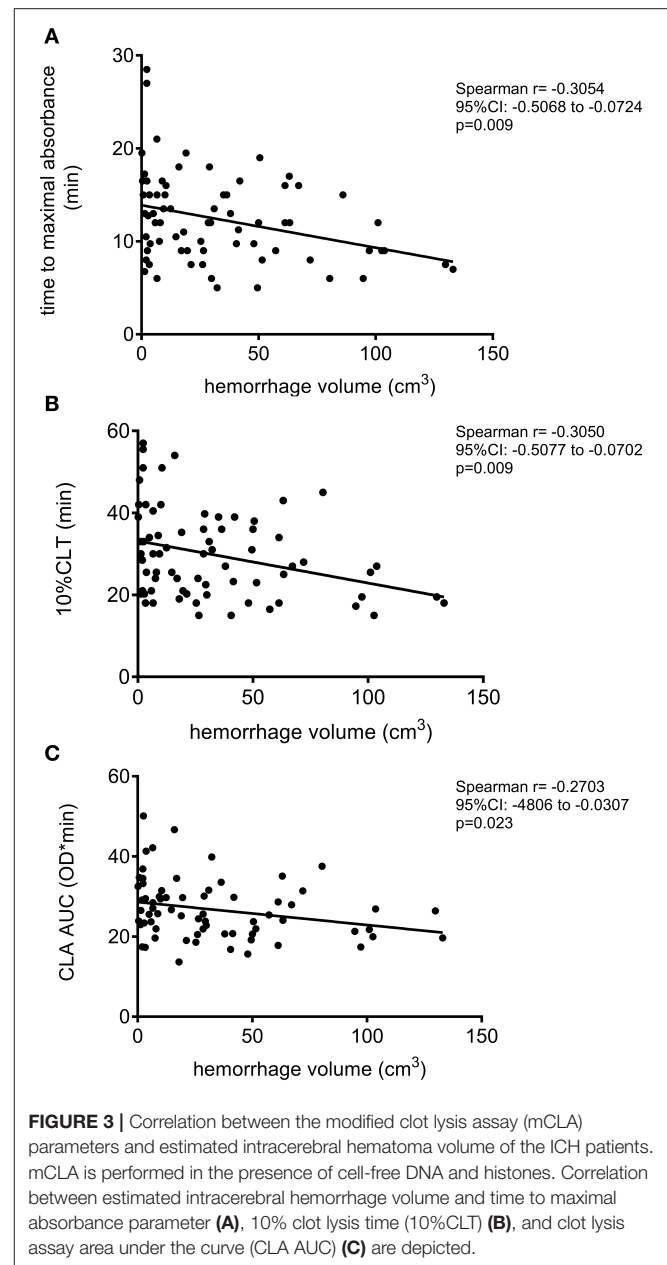 A
30
20
10
0
0 50 100 150
time to maximal absorbance
(min)
hemorrhage volume (cm³)
Spearman r= -0.3054
95%CI: -0.5068 to -0.0724
p=0.009
B
60
40
20
0
0 50 100 150
10%CLT (min)
hemorrhage volume (cm³)
Spearman r= -0.3050
95%CI: -0.5077 to -0.0702
p=0.009
C
60
40
20
0
0 50 100 150
CLA AUC (OD*min)
hemorrhage volume (cm³)
Spearman r= -0.2703
95%CI: -4806 to -0.0307
p=0.023
FIGURE 3 | Correlation between the modified clot lysis assay (mCLA)
parameters and estimated intracerebral hematoma volume of the ICH patients.
mCLA is performed in the presence of cell-free DNA and histones. Correlation
between estimated intracerebral hemorrhage volume and time to maximal
absorbance parameter (A), 10% clot lysis time (10%CLT) (B), and clot lysis
assay area under the curve (CLA AUC) (C) are depicted.